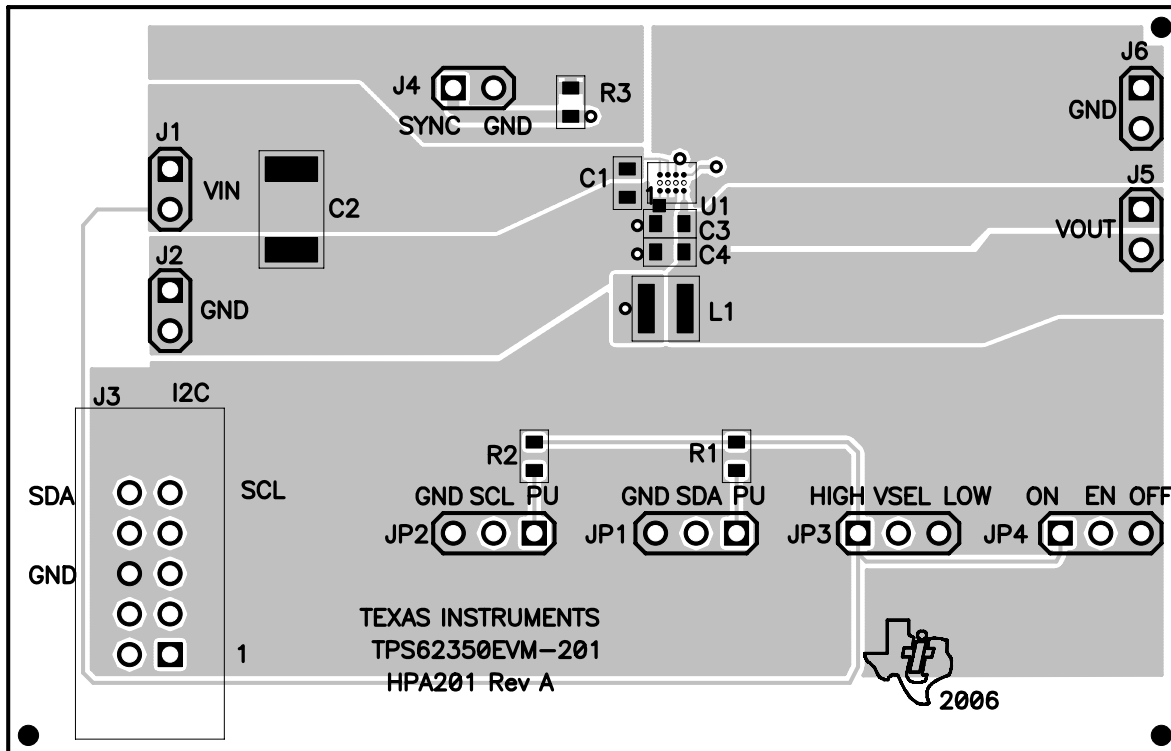 J6
J4
R3
GND
SYNC GND
J1
VIN
C1
J5
1
U1
C2
C3
VOUT
C4
J2
GND
L1
J3 I2C
R2
R1
SDA
SCL
GND SCL PU
GND SDA PU
HIGH VSEL LOW
ON EN OFF
JP2
JP1
JP3
JP4
GND
TEXAS INSTRUMENTS
1
TPS62350EVM-201
HPA201 Rev A
2006